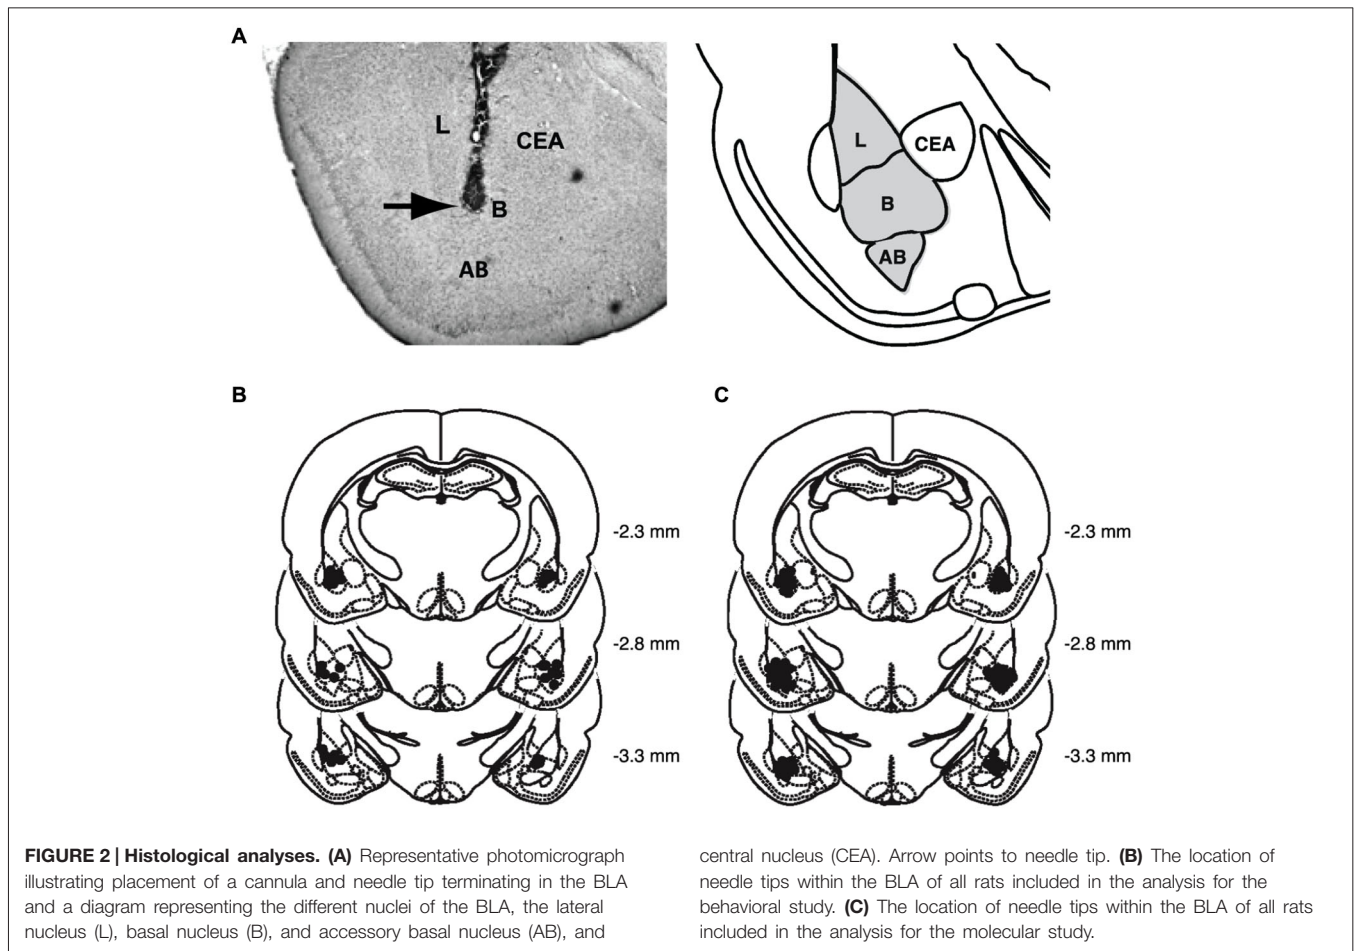 A
L
CEA
B
AB
L
CEA
B
AB
B
-2.3 mm
-2.8 mm
-3.3 mm
C
-2.3 mm
-2.8 mm
-3.3 mm
FIGURE 2 | Histological analyses. (A) Representative photomicrograph
illustrating placement of a cannula and needle tip terminating in the BLA
and a diagram representing the different nuclei of the BLA, the lateral
nucleus (L), basal nucleus (B), and accessory basal nucleus (AB), and
central nucleus (CEA). Arrow points to needle tip. (B) The location of
needle tips within the BLA of all rats included in the analysis for the
behavioral study. (C) The location of needle tips within the BLA of all rats
included in the analysis for the molecular study.